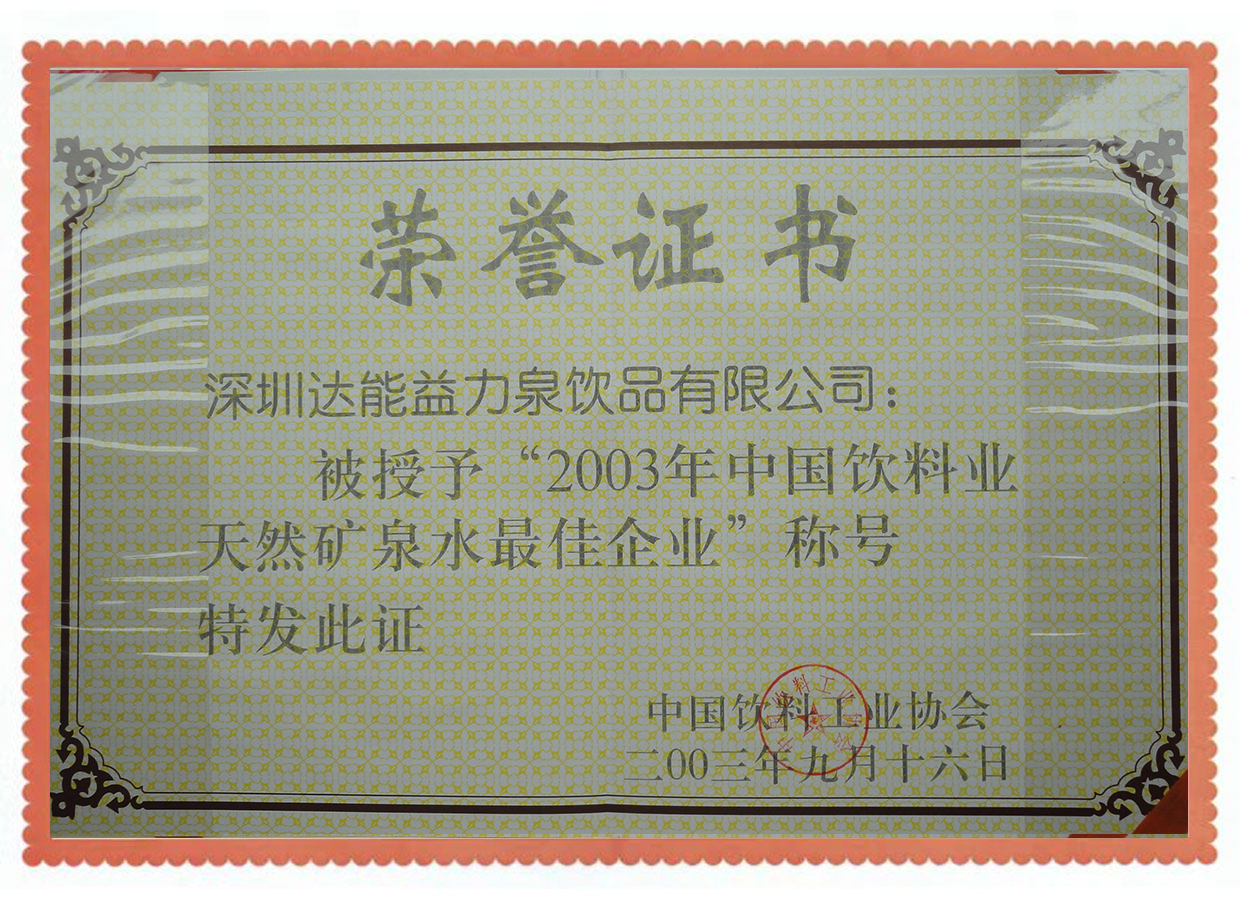 荣誉证书
深圳达能益力泉饮品有限公司：
被授予“2003年中国饮料业
天然矿泉水最佳企业”称号
特发此证
中国饮料工业协会
二00三年九月十六日